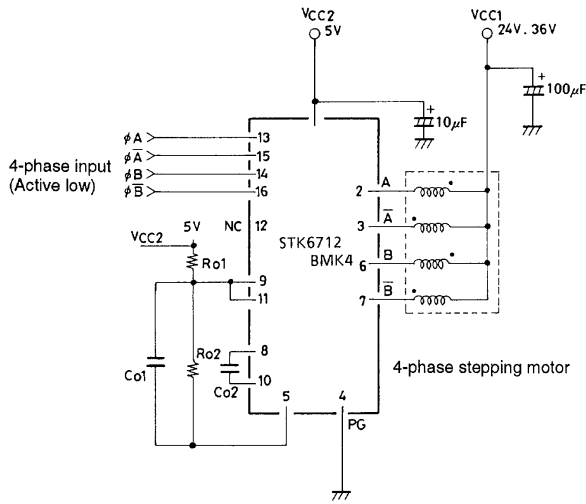 VCC2
5V
VCC1
24V. 36V
+
10µF
+
100µF
4-phase input
(Active low)
φA
φA̅
φB
φB̅
13
15
14
16
NC 12
STK6712
BMK4
2 A
3 A̅
6 B
7 B̅
VCC2
5V
Ro1
9
11
Co1
Ro2
8
10
Co2
5
4
PG
4-phase stepping motor